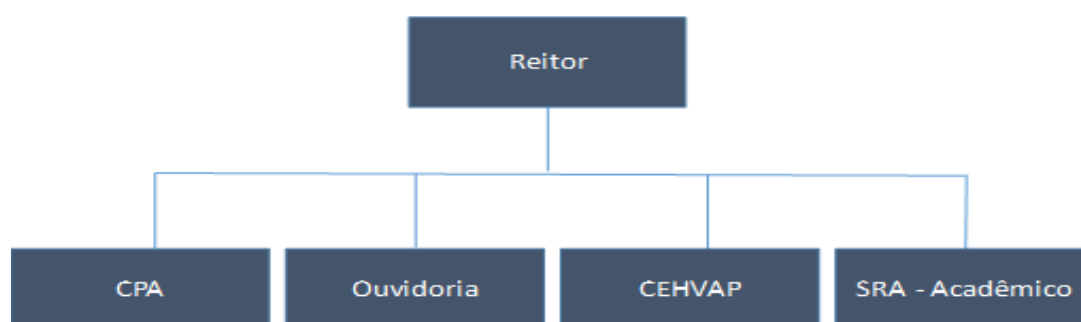 Reitor
CPA
Ouvidoria
CEHVAP
SRA - Acadêmico